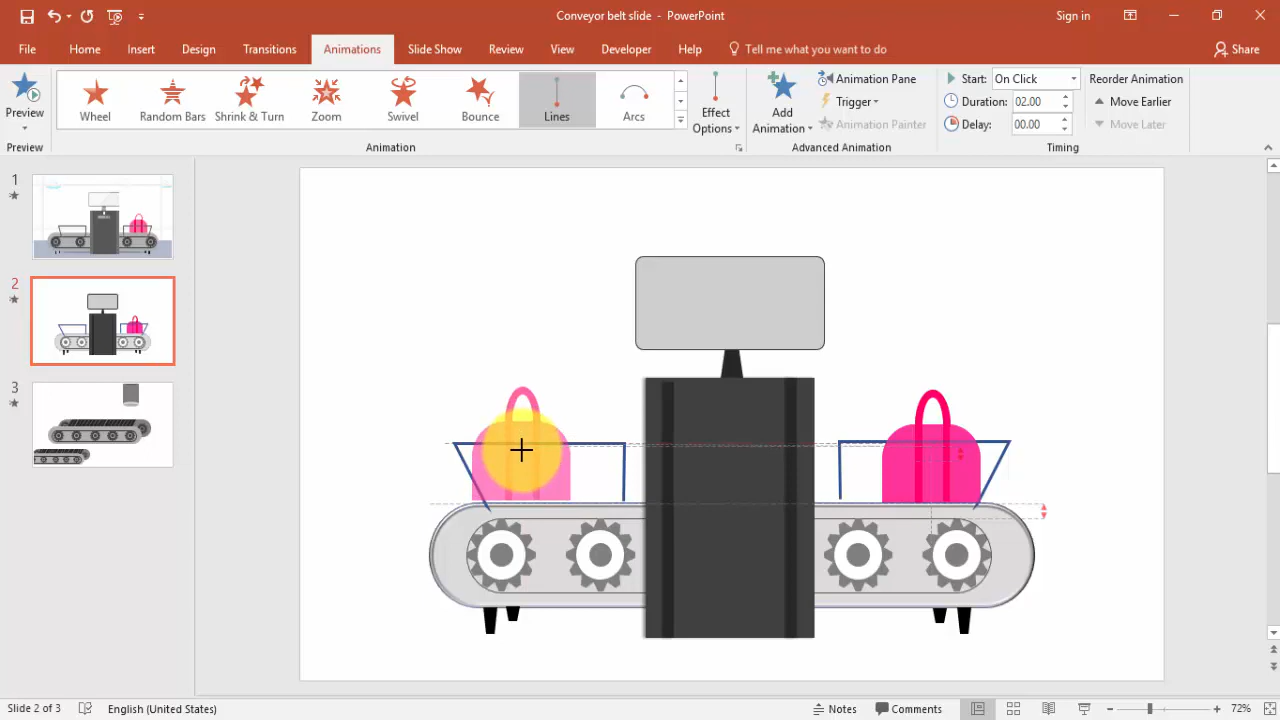 Conveyor belt slide - PowerPoint
Sign in
File
Home
Insert
Design
Transitions
Animations
Slide Show
Review
View
Developer
Help
Tell me what you want to do
Share
Preview
Wheel
Random Bars
Shrink & Turn
Zoom
Swivel
Bounce
Lines
Arcs
Effect
Options
Add
Animation
Animation Pane
Trigger
Animation Painter
Start: On Click
Duration: 02.00
Delay: 00.00
Reorder Animation
Move Earlier
Move Later
Preview
Animation
Advanced Animation
Timing
1
2
3
Slide 2 of 3
English (United States)
Notes
Comments
72%